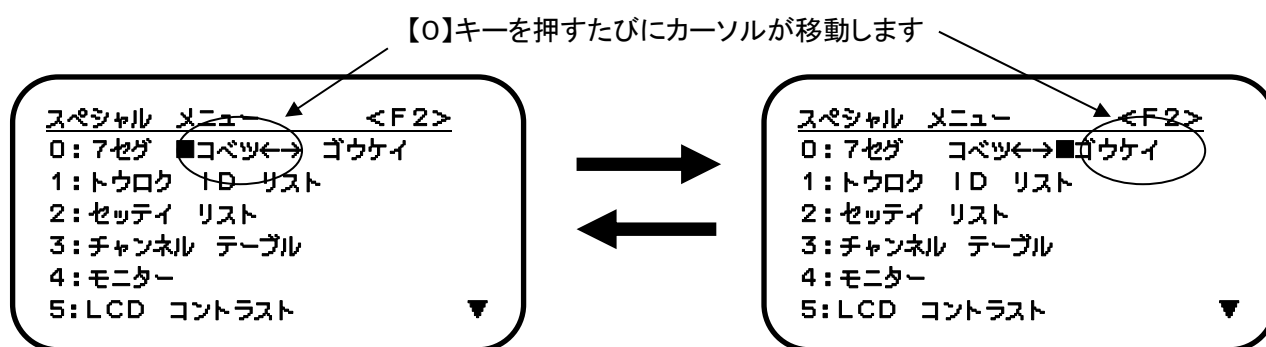 【0】キーを押すたびにカーソルが移動します
スペシャル メニュー <F2>
0:7セグ ■コベツ←→ ゴウケイ
1:トウロク ID リスト
2:セッテイ リスト
3:チャンネル テーブル
4:モニター
5:LCD コントラスト ▼
スペシャル メニュー <F2>
0:7セグ コベツ←→■ゴウケイ
1:トウロク ID リスト
2:セッテイ リスト
3:チャンネル テーブル
4:モニター
5:LCD コントラスト ▼